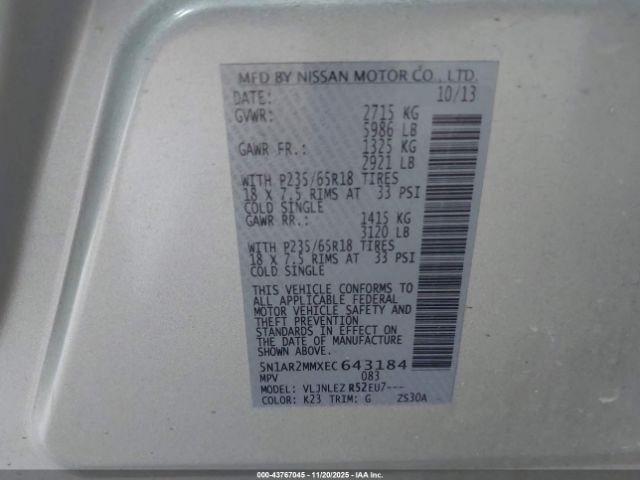 MFD BY NISSAN MOTOR CO., LTD.
DATE: 10/13
GVWR: 2715 KG
5986 LB
GAWR FR.: 1325 KG
2921 LB
WITH P235/65R18 TIRES
18 X 7.5 RIMS AT 33 PSI
COLD SINGLE
GAWR RR.: 1415 KG
3120 LB
WITH P235/65R18 TIRES
18 X 7.5 RIMS AT 33 PSI
COLD SINGLE
THIS VEHICLE CONFORMS TO
ALL APPLICABLE FEDERAL
MOTOR VEHICLE SAFETY AND
THEFT PREVENTION
STANDARDS IN EFFECT ON
THE DATE OF MANUFACTURE
SHOWN ABOVE.
5N1AR2MMXEC643184
MPV 083
MODEL: VLJNLEZ RS2EU7---
COLOR: K23 TRIM: G ZS30A
000-43767045 - 11/20/2025 - IAA Inc.